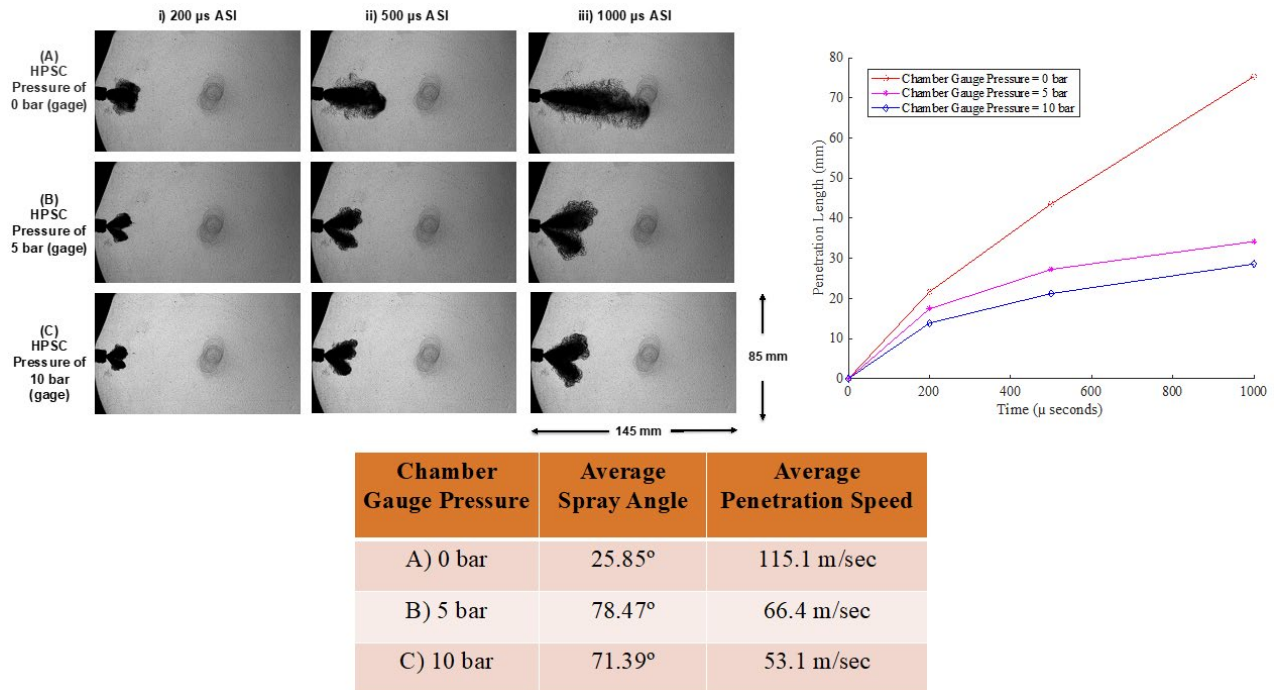 i) 200 µs ASI
ii) 500 µs ASI
iii) 1000 µs ASI
(A)
HPSC
Pressure of
0 bar (gage)
(B)
HPSC
Pressure of
5 bar (gage)
(C)
HPSC
Pressure of
10 bar
(gage)
85 mm
145 mm
80
70
60
50
40
30
20
10
0
Penetration Length (mm)
Chamber Gauge Pressure = 0 bar
Chamber Gauge Pressure = 5 bar
Chamber Gauge Pressure = 10 bar
0
200
400
600
800
1000
Time (µ seconds)
Chamber
Gauge Pressure
Average
Spray Angle
Average
Penetration Speed
A) 0 bar
25.85º
115.1 m/sec
B) 5 bar
78.47º
66.4 m/sec
C) 10 bar
71.39º
53.1 m/sec